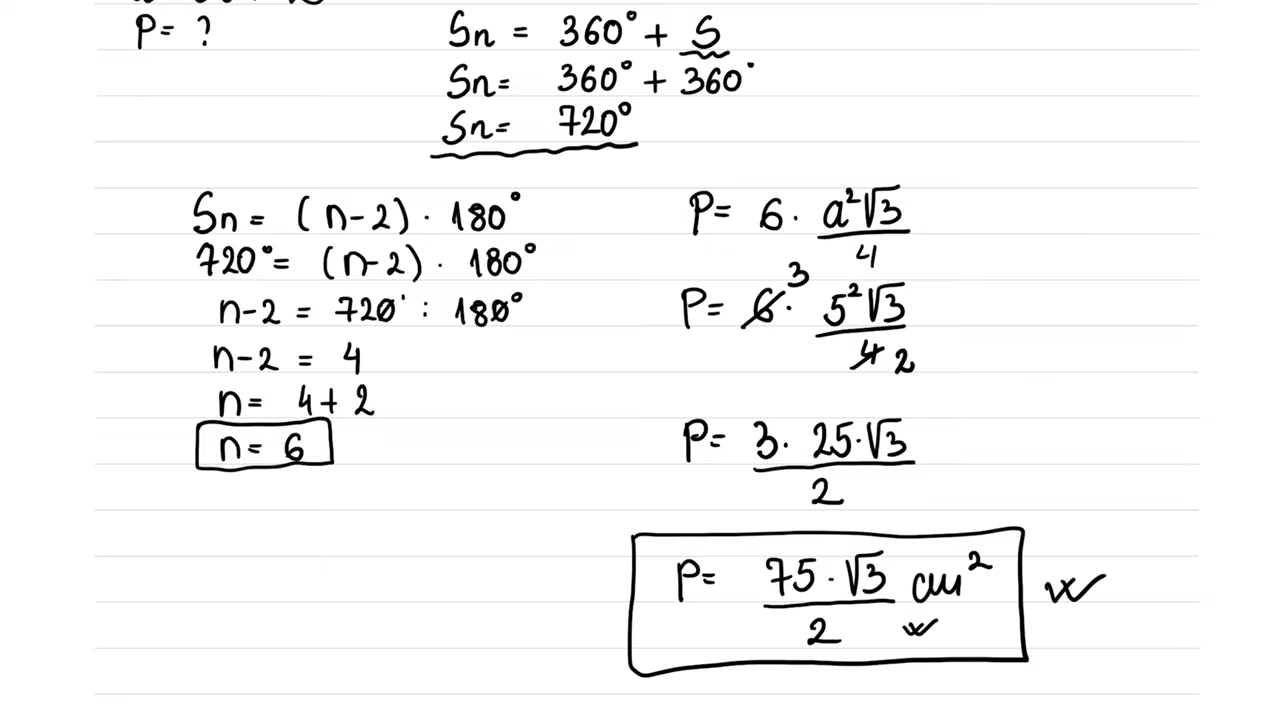 P= ?
Sn = 360° + S
Sn= 360° + 360°
Sn= 720°
Sn= (n-2) · 180°
720°= (n-2) · 180°
n-2 = 720° : 180°
n-2 = 4
n= 4+2
n= 6
P= 6 · a²√3 / 4
P= 6 · 3 5²√3 / 4 2
P= 3 · 25 · √3 / 2
P= 75 · √3 / 2 cm²